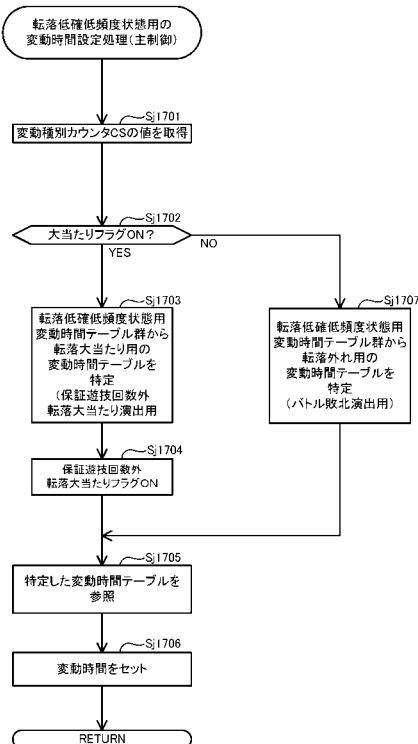 転落低確低頻度状態用の
変動時間設定処理(主制御)
Sj1701
変動種別カウンタCSの値を取得
Sj1702
大当たりフラグON?
YES
NO
Sj1703
転落低確低頻度状態用
変動時間テーブル群から
転落大当たり用の
変動時間テーブルを
特定
(保証遊技回数外
転落大当たり演出用
Sj1707
転落低確低頻度状態用
変動時間テーブル群から
転落外れ用の
変動時間テーブルを
特定
(バトル敗北演出用)
Sj1704
保証遊技回数外
転落大当たりフラグON
Sj1705
特定した変動時間テーブルを
参照
Sj1706
変動時間をセット
RETURN